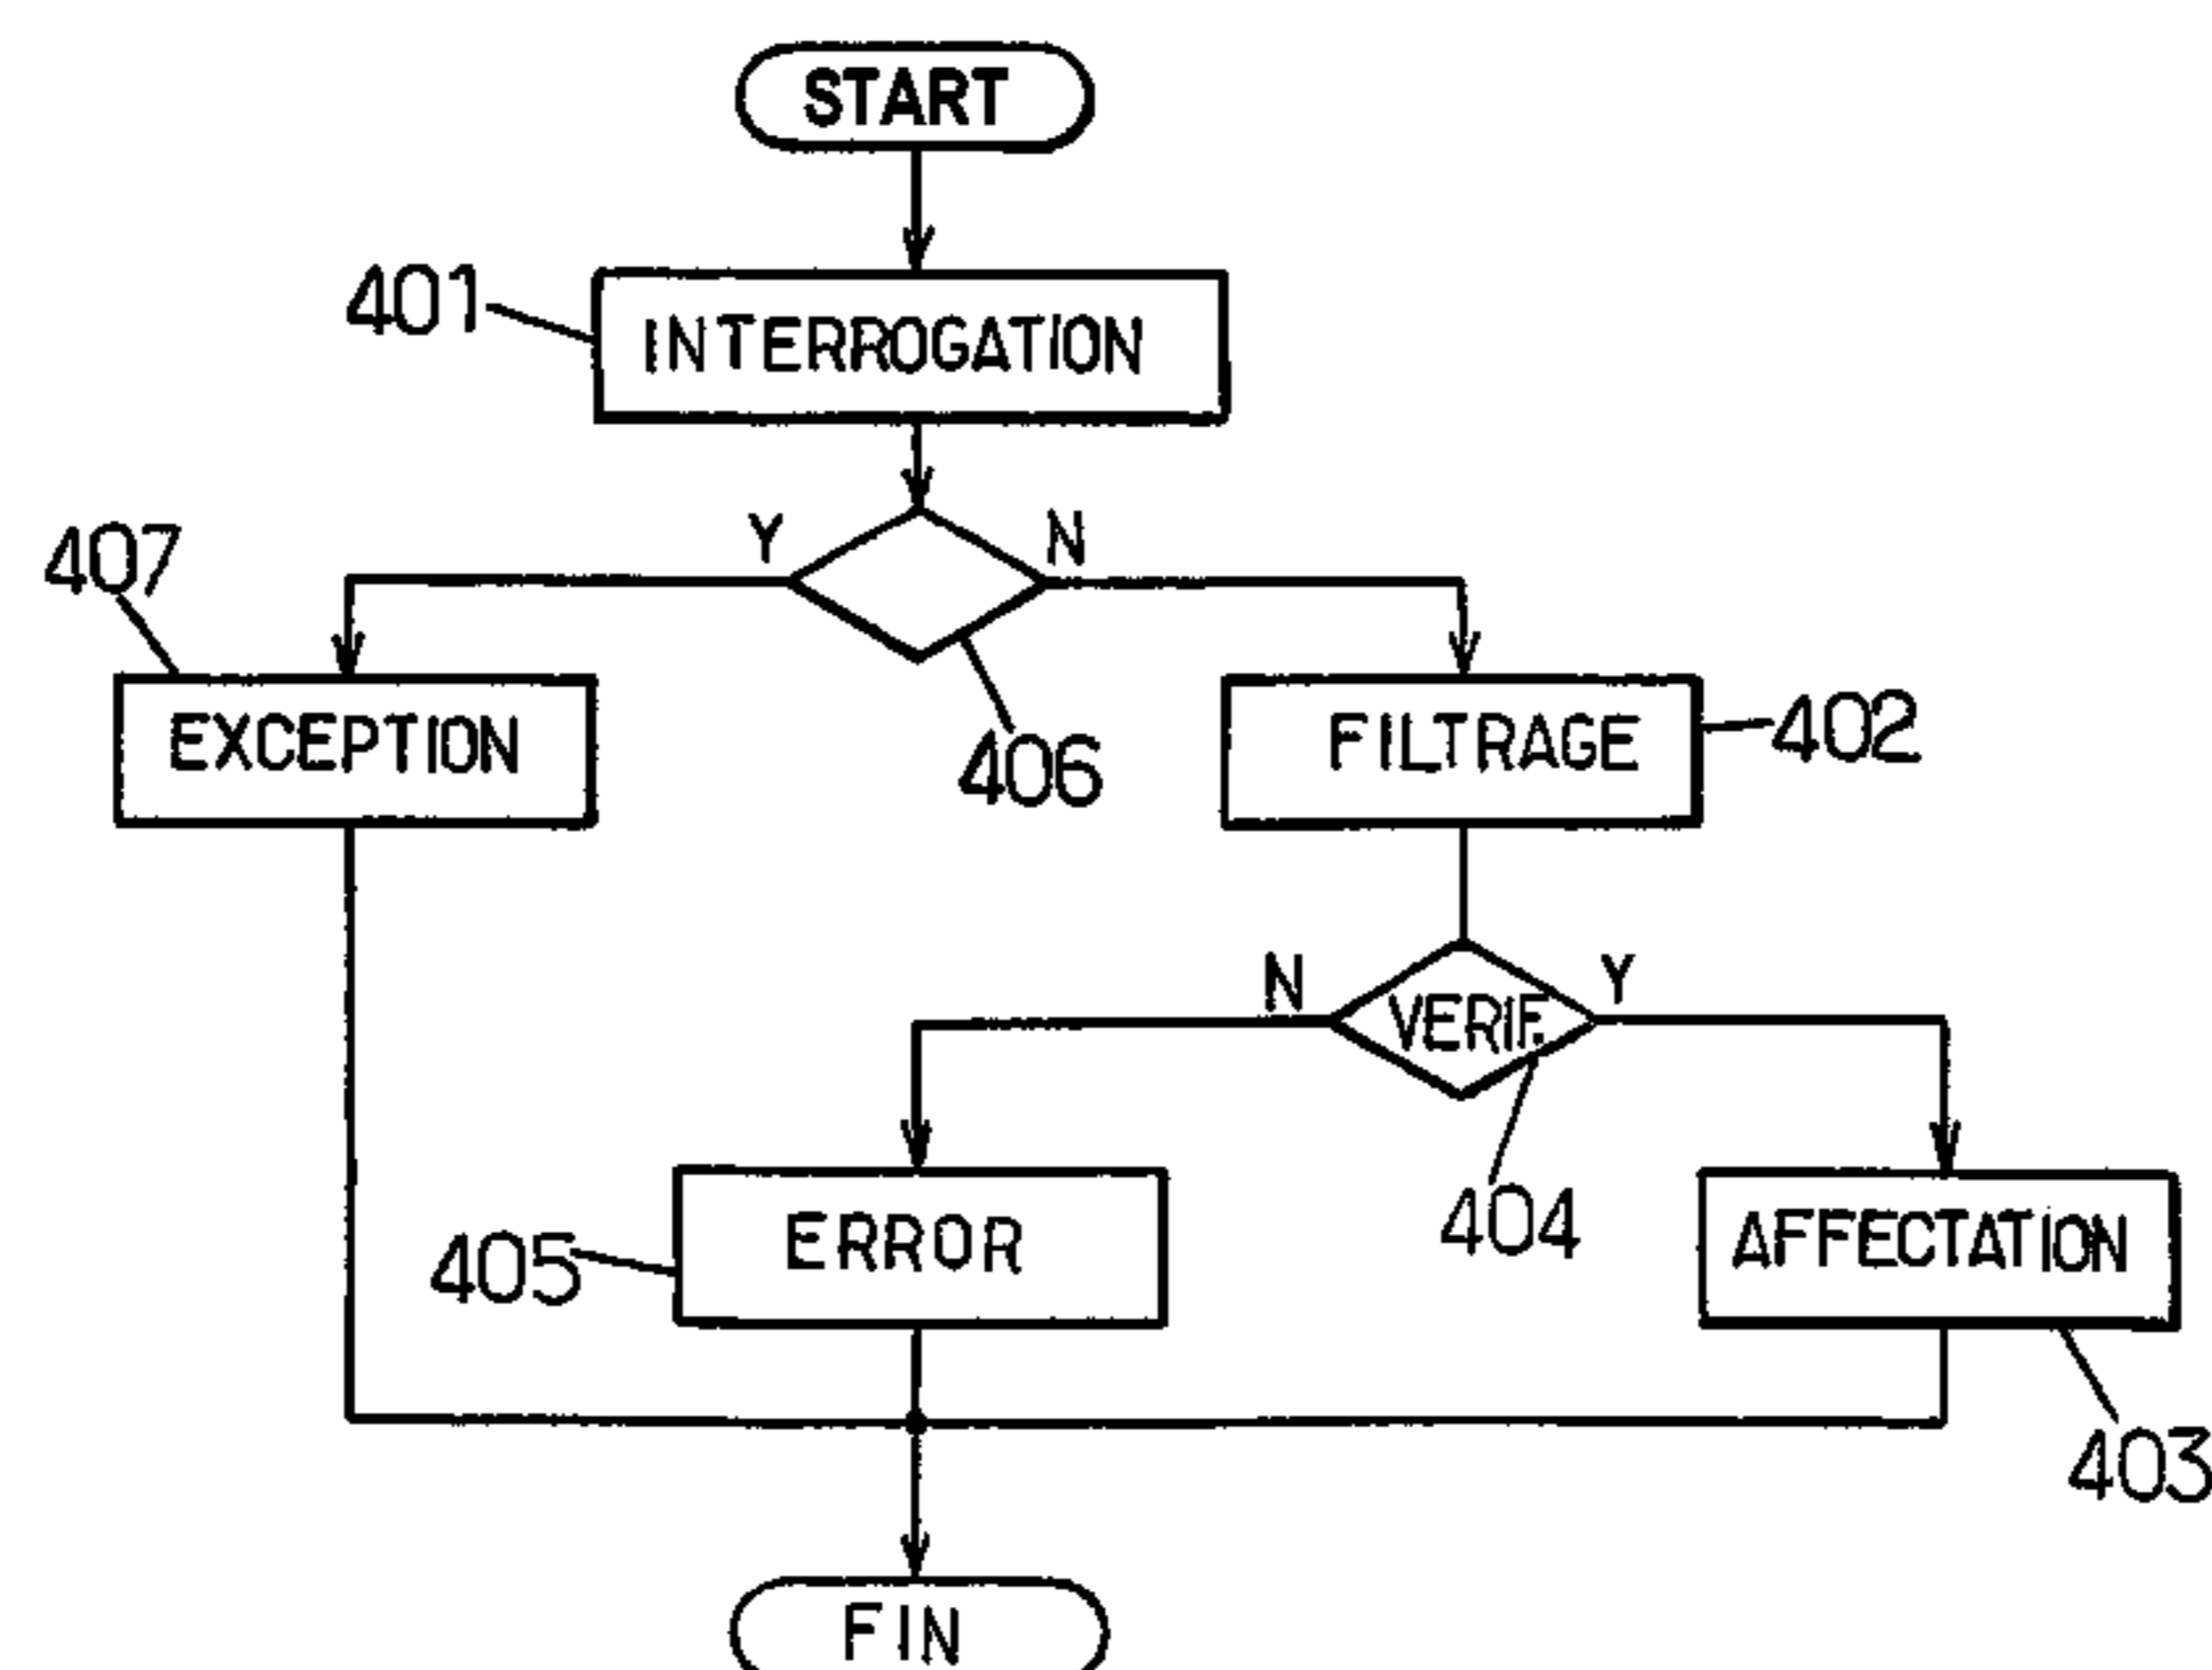 START
401
INTERROGATION
Y
N
407
406
EXCEPTION
FILTRAGE
402
N
VERIF.
Y
404
405
ERROR
AFFECTATION
403
FIN